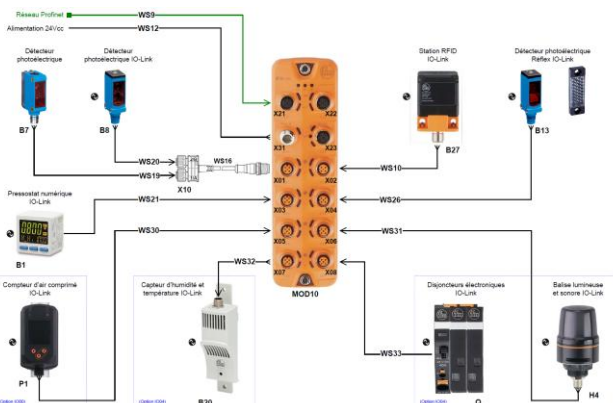 Réseau Profinet
WS9
Alimentation 24Vcc
WS12
Détecteur
photoélectrique
B7
Détecteur
photoélectrique IO-Link
B8
Station RFID
IO-Link
B27
Détecteur photoélectrique
Réflex IO-Link
B13
X21
X22
X31
X23
X01
X02
X03
X04
X05
X06
X07
X08
MOD10
WS20
WS19
WS16
X10
WS10
WS21
WS26
WS30
WS31
WS32
WS33
Pressostat numérique
IO-Link
B1
Compteur d'air comprimé
IO-Link
P1
Capteur d'humidité et
température IO-Link
B20
Disjoncteurs électroniques
IO-Link
Q
Balise lumineuse
et sonore IO-Link
H4